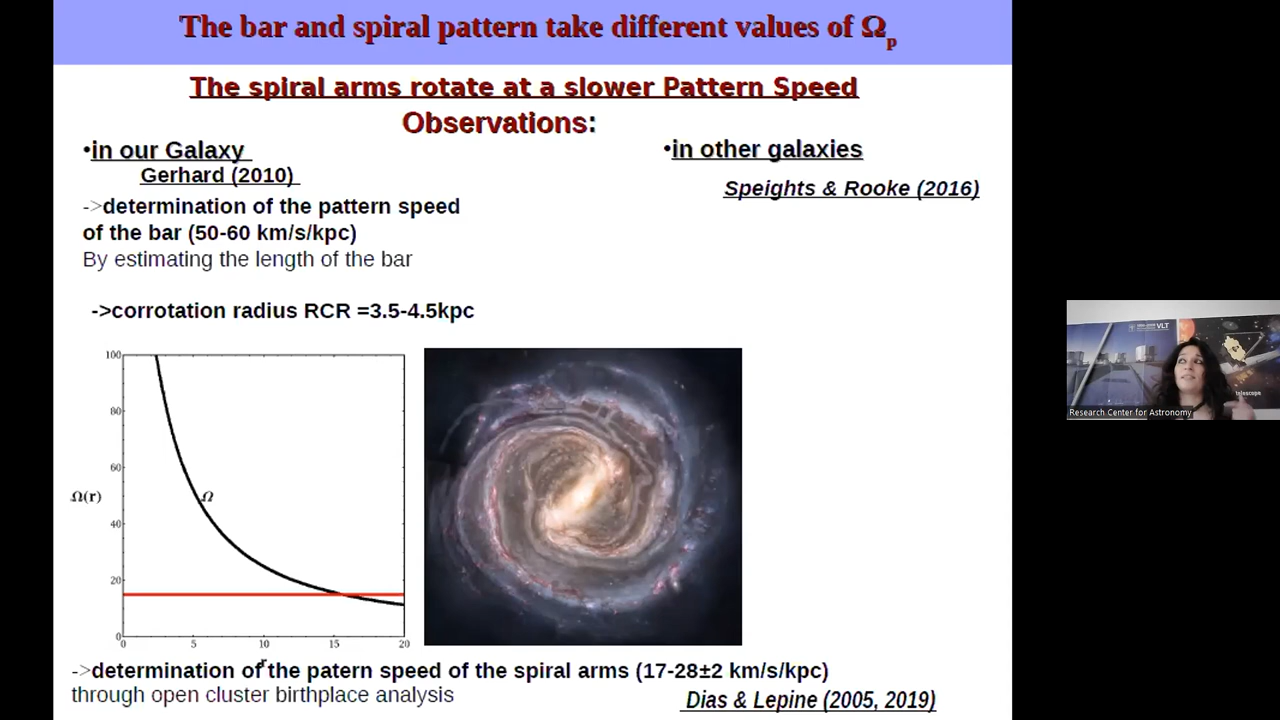 The bar and spiral pattern take different values of Ωp
The spiral arms rotate at a slower Pattern Speed
Observations:
•in our Galaxy
Gerhard (2010)
->determination of the pattern speed
of the bar (50-60 km/s/kpc)
By estimating the length of the bar
->corrotation radius RCR =3.5-4.5kpc
•in other galaxies
Speights & Rooke (2016)
100
80
60
40
20
0
Ω(r)
Ω
0 5 10 15 20
r
->determination of the patern speed of the spiral arms (17-28±2 km/s/kpc)
through open cluster birthplace analysis
Dias & Lepine (2005, 2019)
VLT
telescope
Research Center for Astronomy